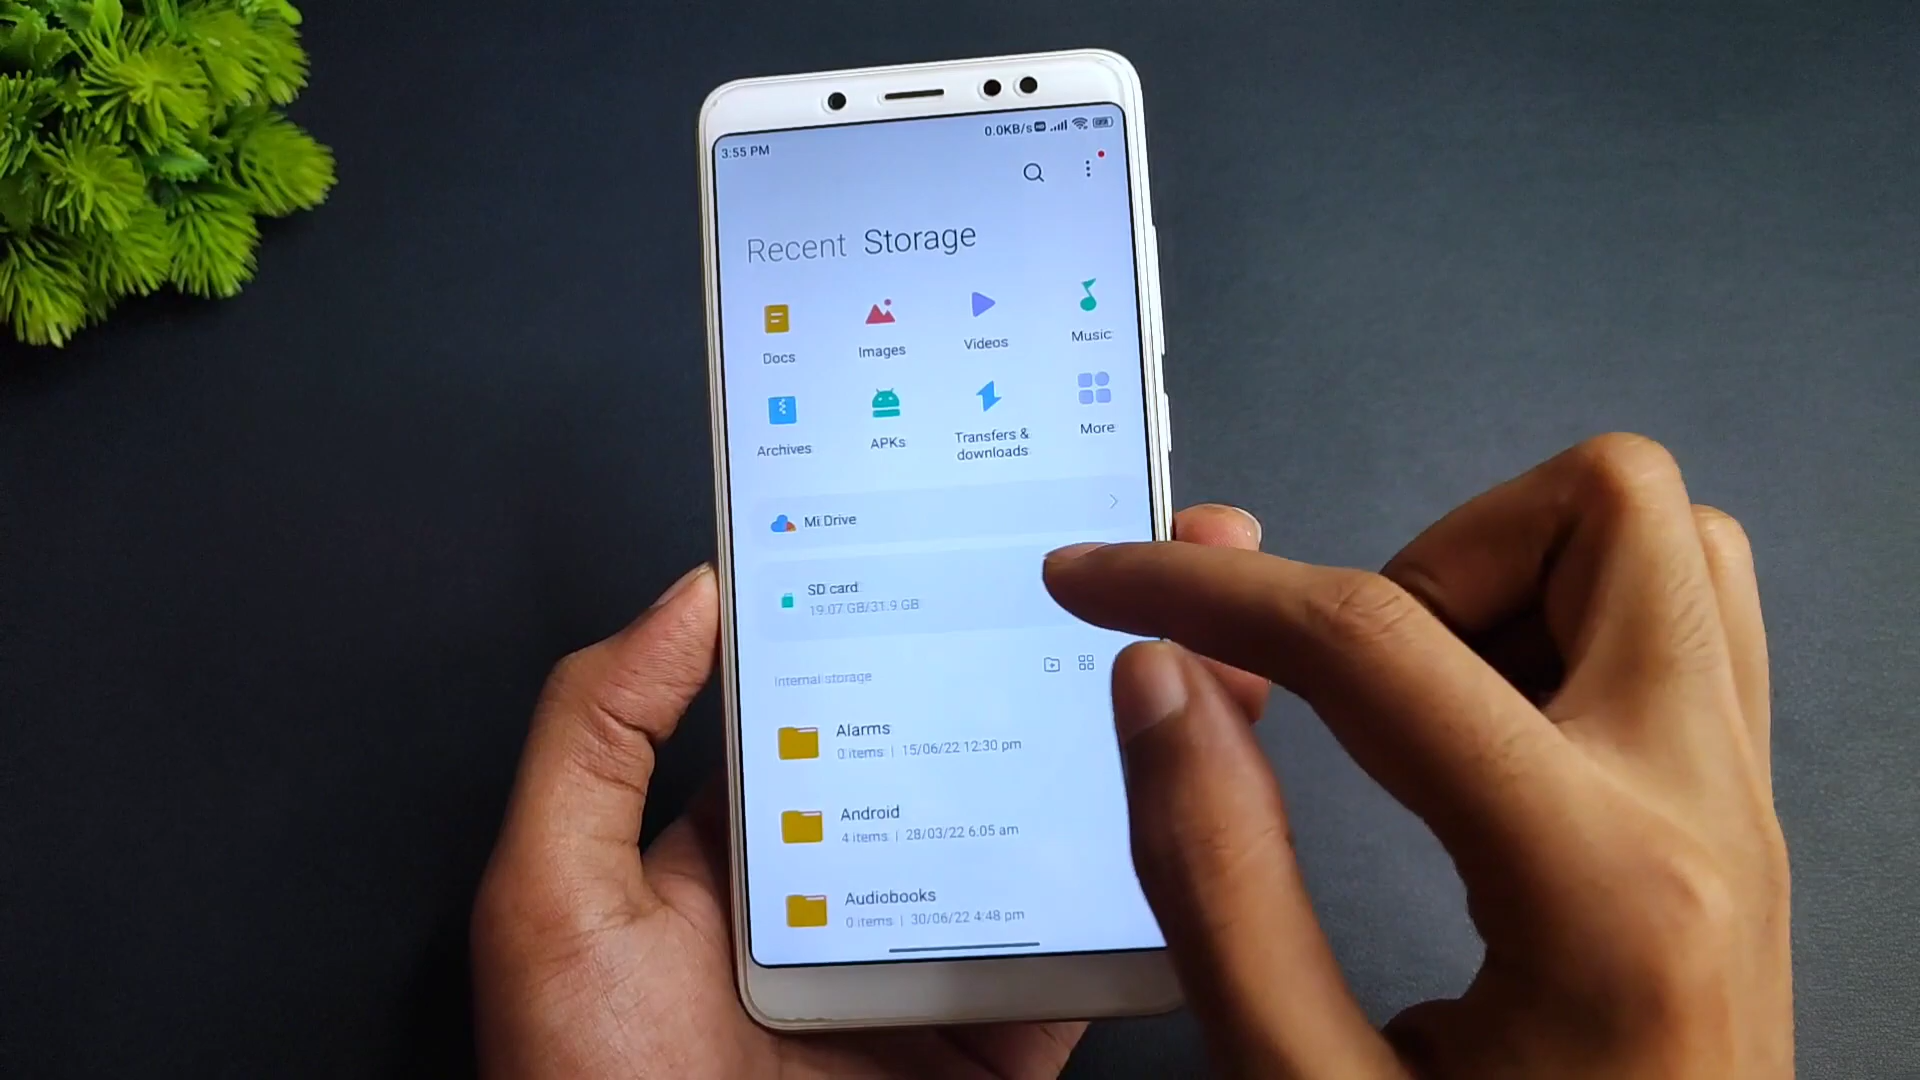 3:55 PM
0.0KB/s
Recent Storage
Docs
Images
Videos
Music
Archives
APKs
Transfers &
downloads
More
Mi Drive
SD card
19.07 GB/31.9 GB
Internal storage
Alarms
0 items | 15/06/22 12:30 pm
Android
4 items | 28/03/22 6:05 am
Audiobooks
0 items | 30/06/22 4:48 pm